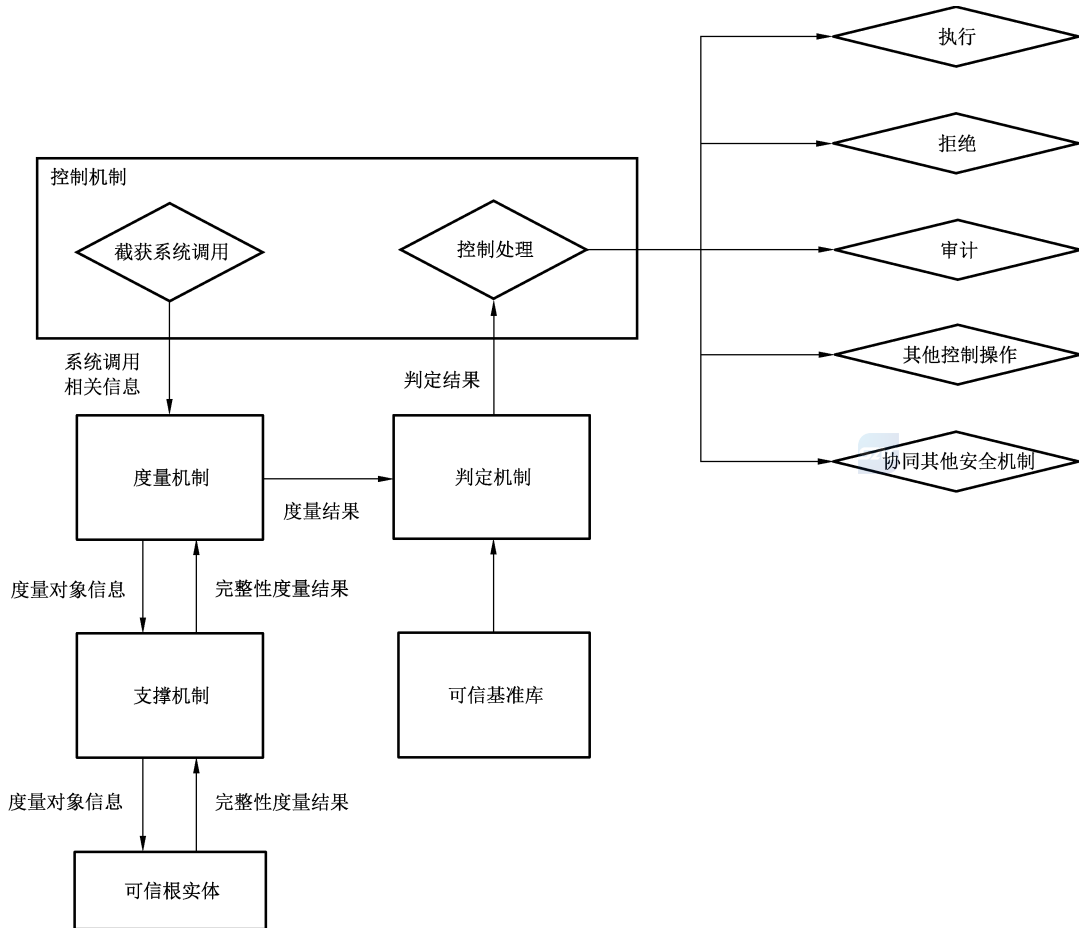 执行
拒绝
控制机制
截获系统调用
控制处理
审计
系统调用
相关信息
判定结果
其他控制操作
度量机制
度量结果
判定机制
协同其他安全机制
度量对象信息
完整性度量结果
支撑机制
可信基准库
度量对象信息
完整性度量结果
可信根实体